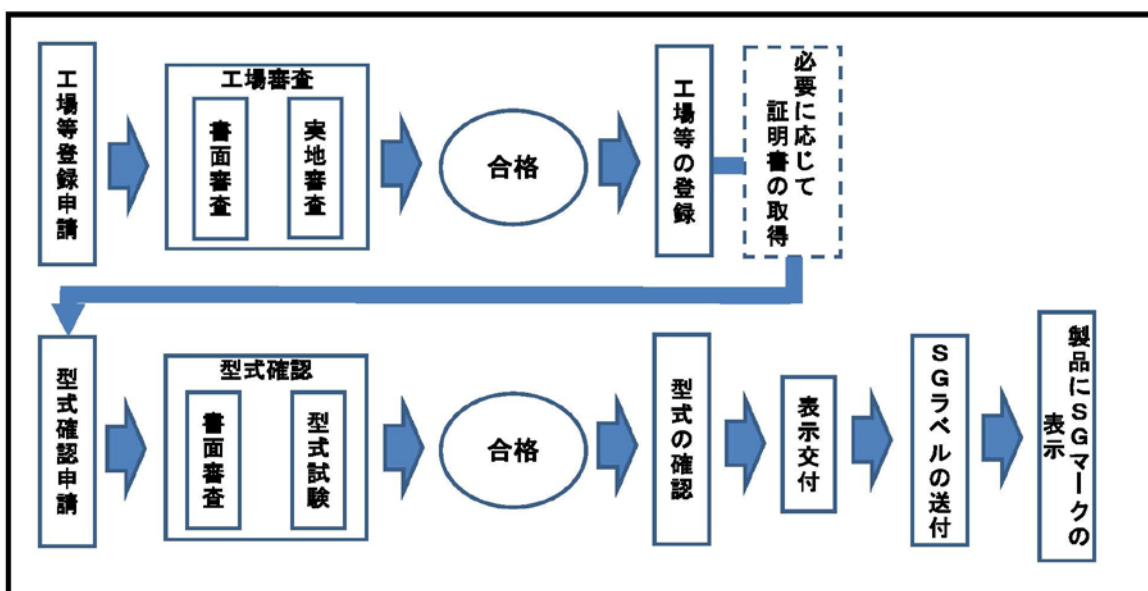 工場等登録申請
工場審査
書面審査
実地審査
合格
工場等の登録
必要に応じて
証明書の取得
型式確認申請
型式確認
書面審査
型式試験
合格
型式の確認
表示交付
SGラベルの送付
製品にSGマークの
表示